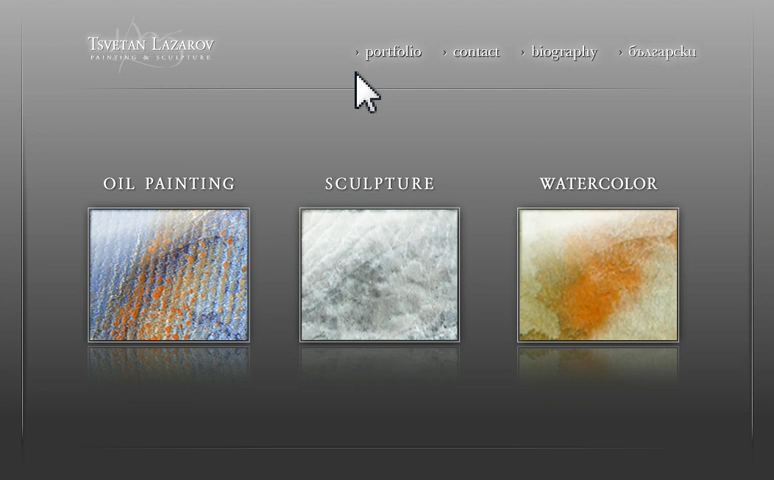 Tsvetan Lazarov
PAINTING & SCULPTURE
› portfolio › contact › biography › български
OIL PAINTING
SCULPTURE
WATERCOLOR